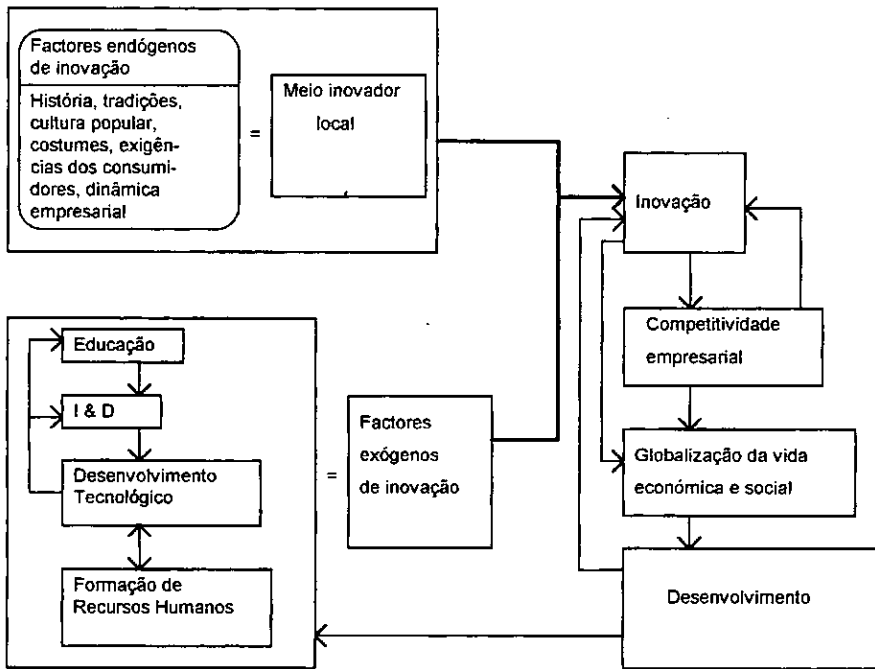 Factores endógenos
de inovação
História, tradições,
cultura popular,
costumes, exigên-
cias dos consumi-
dores, dinâmica
empresarial
=
Meio inovador
local
Inovação
Competitividade
empresarial
Globalização da vida
económica e social
Desenvolvimento
Educação
I & D
Desenvolvimento
Tecnológico
Formação de
Recursos Humanos
=
Factores
exógenos
de inovação